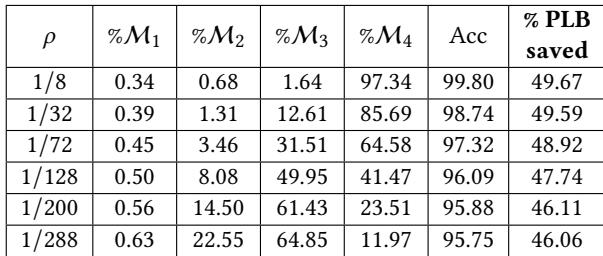 ρ %M₁ %M₂ %M₃ %M₄ Acc % PLB saved
1/8 0.34 0.68 1.64 97.34 99.80 49.67
1/32 0.39 1.31 12.61 85.69 98.74 49.59
1/72 0.45 3.46 31.51 64.58 97.32 48.92
1/128 0.50 8.08 49.95 41.47 96.09 47.74
1/200 0.56 14.50 61.43 23.51 95.88 46.11
1/288 0.63 22.55 64.85 11.97 95.75 46.06